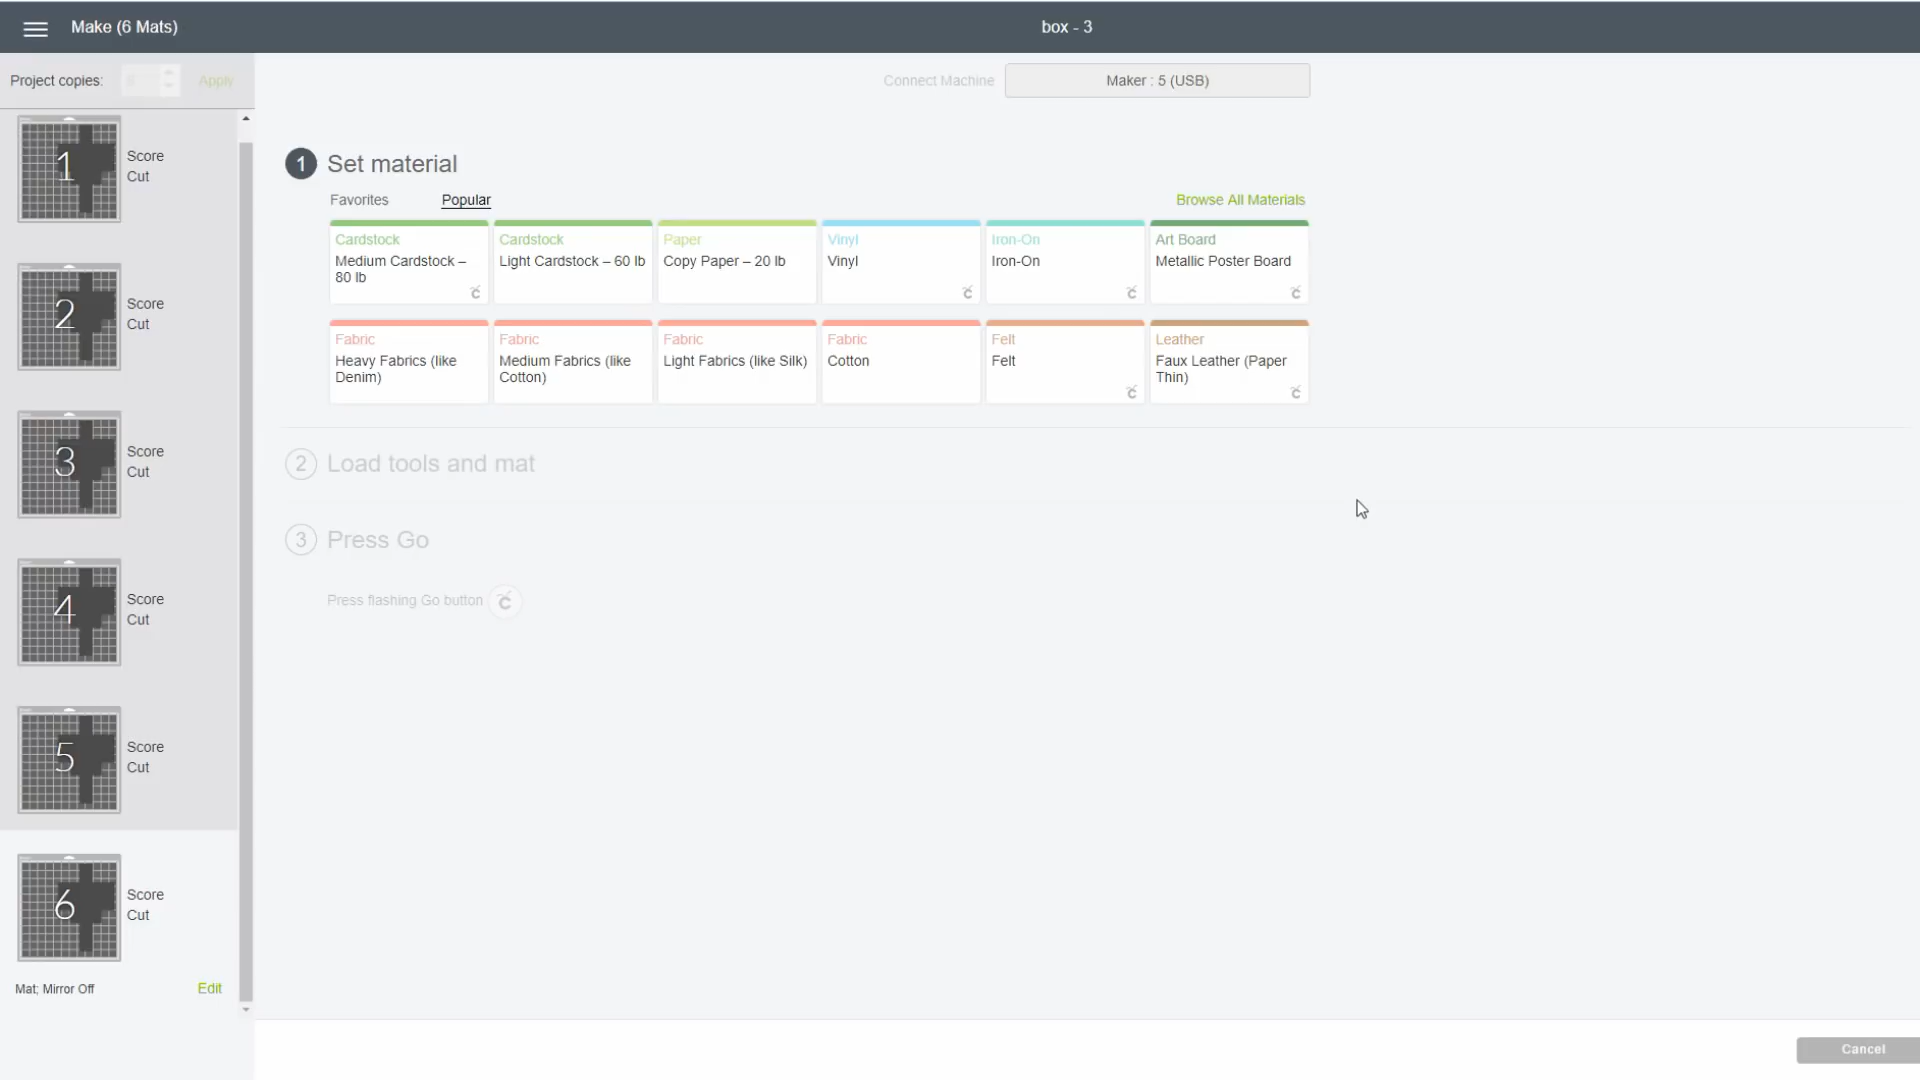 Make (6 Mats)
box - 3
Project copies:
Apply
Connect Machine
Maker : 5 (USB)
1
Score
Cut
2
Score
Cut
3
Score
Cut
4
Score
Cut
5
Score
Cut
6
Score
Cut
Mat; Mirror Off
Edit
1 Set material
Favorites
Popular
Browse All Materials
Cardstock
Medium Cardstock –
80 lb
Cardstock
Light Cardstock – 60 lb
Paper
Copy Paper – 20 lb
Vinyl
Vinyl
Iron-On
Iron-On
Art Board
Metallic Poster Board
Fabric
Heavy Fabrics (like
Denim)
Fabric
Medium Fabrics (like
Cotton)
Fabric
Light Fabrics (like Silk)
Fabric
Cotton
Felt
Felt
Leather
Faux Leather (Paper
Thin)
2 Load tools and mat
3 Press Go
Press flashing Go button
Cancel